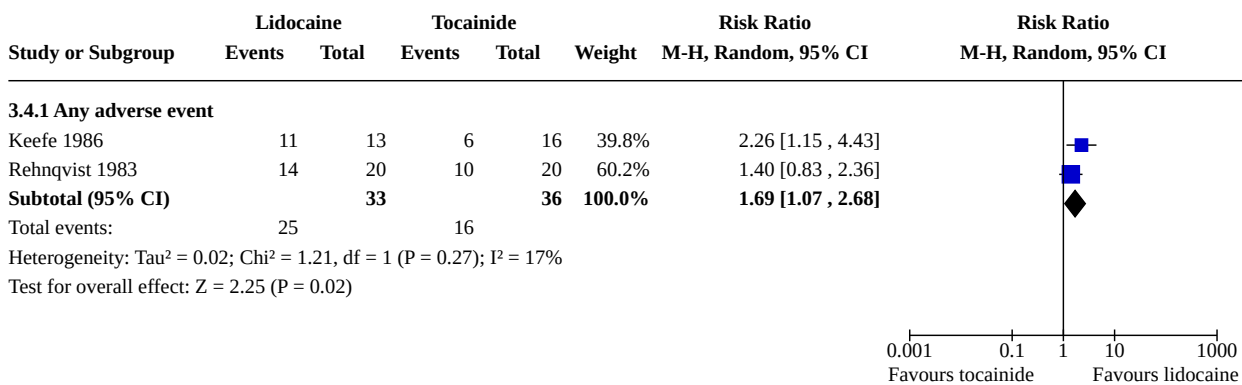 Lidocaine Tocainide Risk Ratio Risk Ratio
Study or Subgroup Events Total Events Total Weight M-H, Random, 95% CI M-H, Random, 95% CI
3.4.1 Any adverse event
Keefe 1986 11 13 6 16 39.8% 2.26 [1.15 , 4.43]
Rehnqvist 1983 14 20 10 20 60.2% 1.40 [0.83 , 2.36]
Subtotal (95% CI) 33 36 100.0% 1.69 [1.07 , 2.68]
Total events: 25 16
Heterogeneity: Tau² = 0.02; Chi² = 1.21, df = 1 (P = 0.27); I² = 17%
Test for overall effect: Z = 2.25 (P = 0.02)
0.001 0.1 1 10 1000
Favours tocainide Favours lidocaine